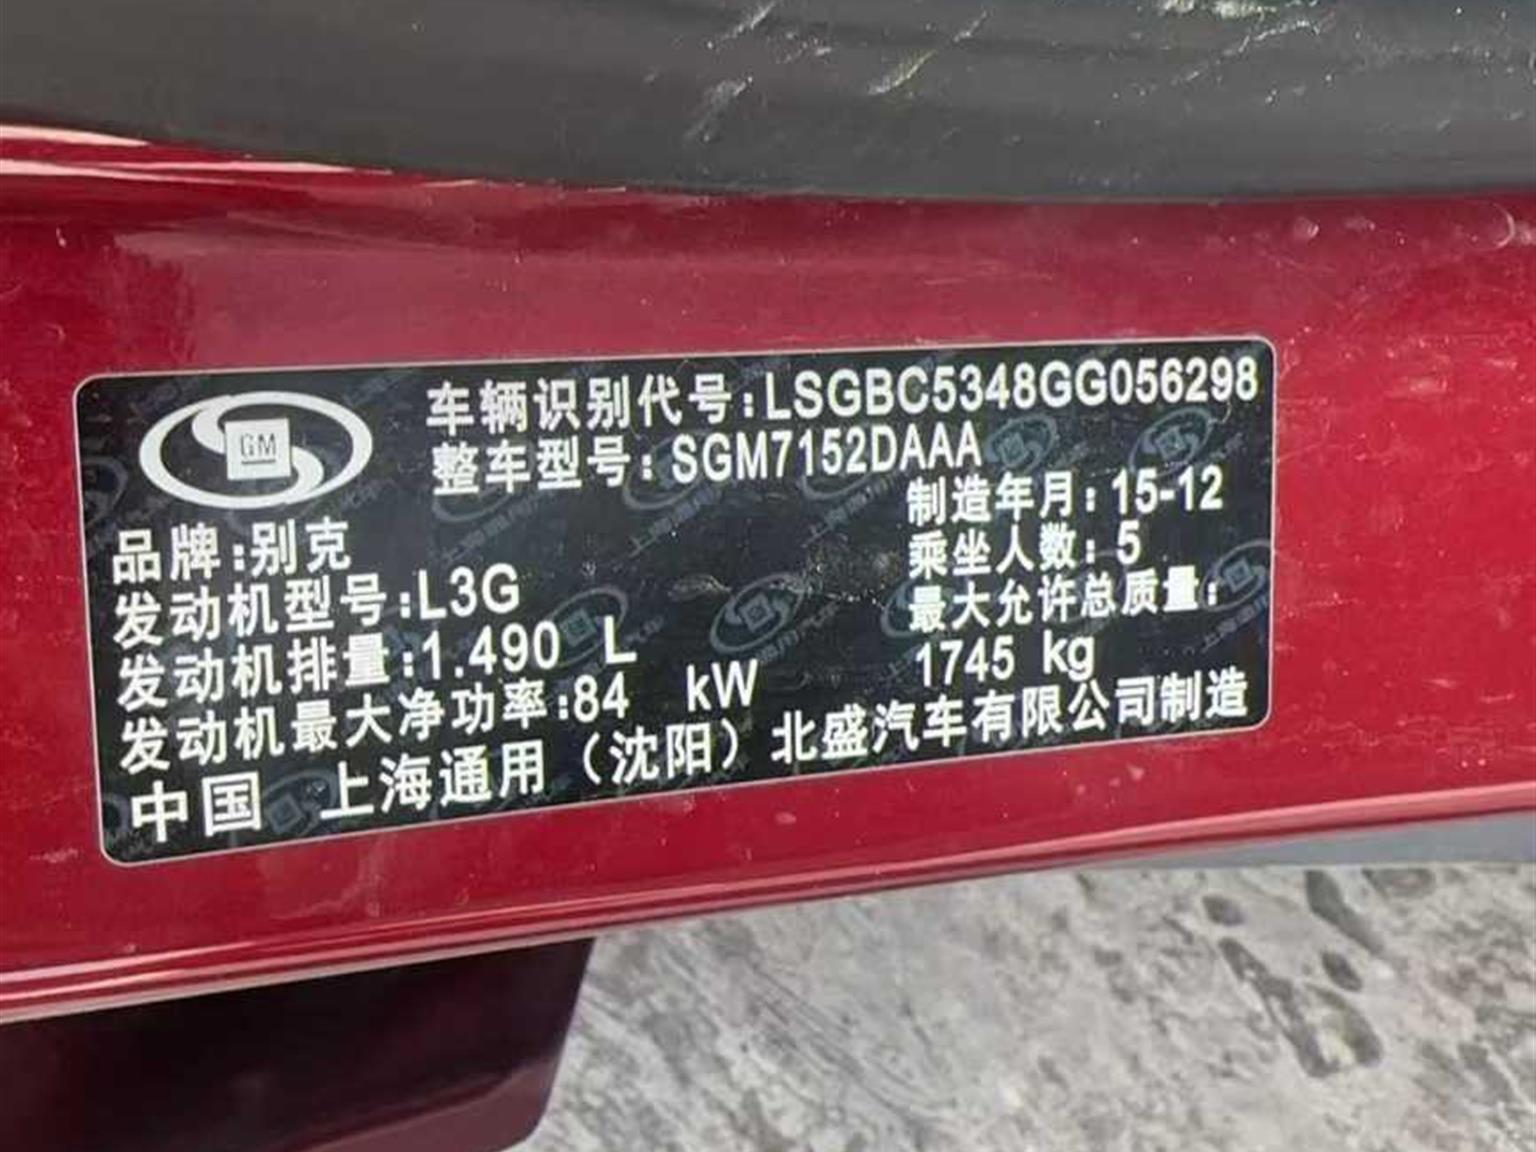 GM
车辆识别代号:LSGBC5348GG056298
整车型号:SGM7152DAAA
制造年月:15-12
品牌:别克
乘坐人数:5
发动机型号:L3G
最大允许总质量:
发动机排量:1.490 L
1745 kg
发动机最大净功率:84 kW
中国 上海通用(沈阳)北盛汽车有限公司制造